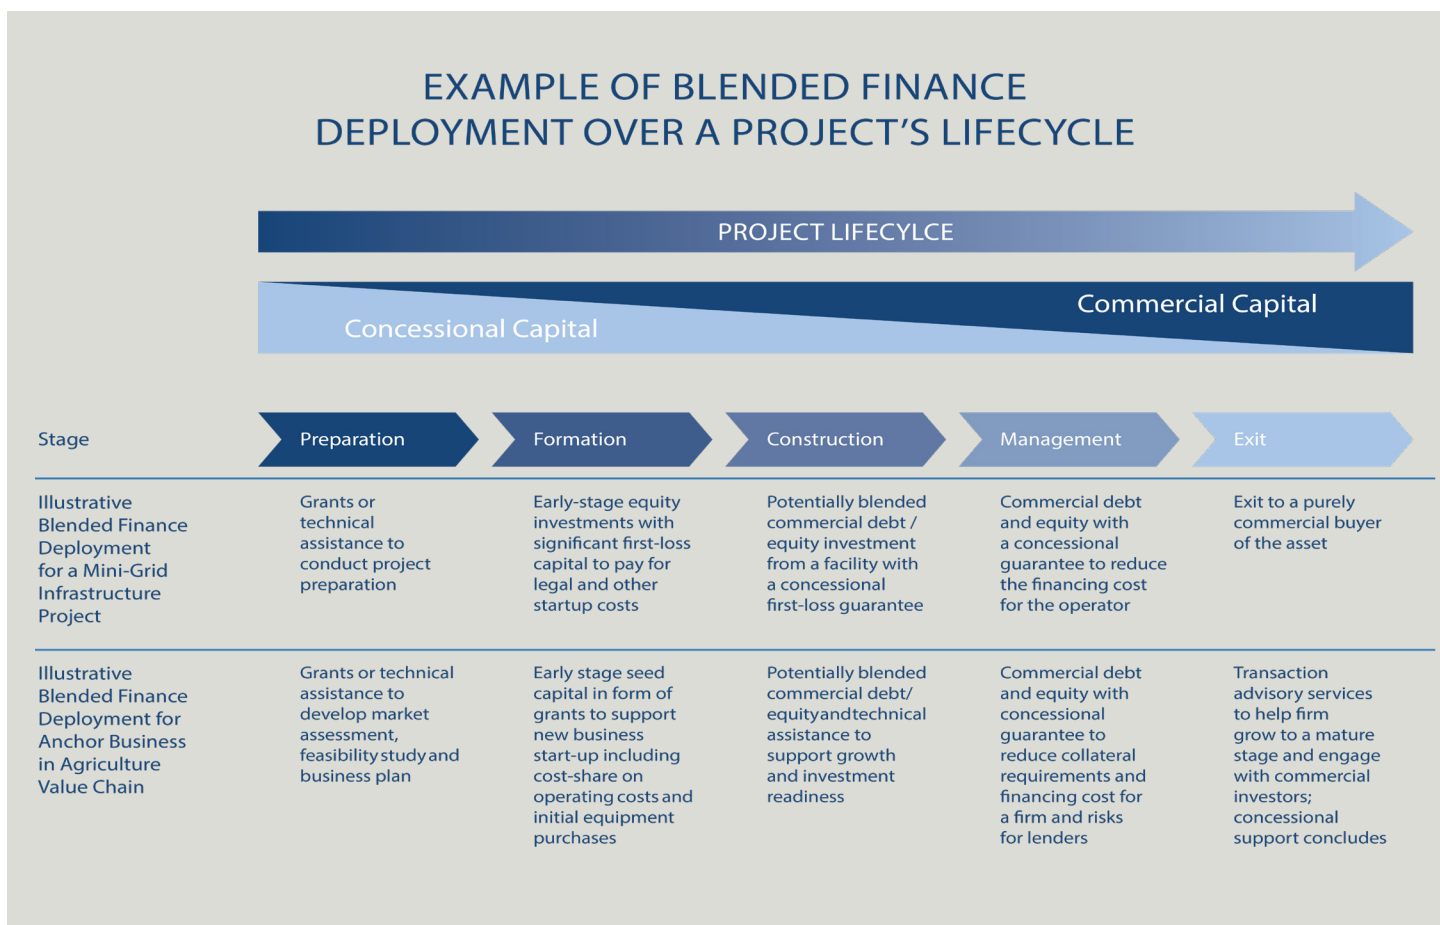 EXAMPLE OF BLENDED FINANCE
DEPLOYMENT OVER A PROJECT'S LIFECYCLE
PROJECT LIFECYLCE
Commercial Capital
Concessional Capital
Stage
Preparation
Formation
Construction
Management
Exit
Illustrative
Blended Finance
Deployment
for a Mini-Grid
Infrastructure
Project
Grants or
technical
assistance to
conduct project
preparation
Early-stage equity
investments with
significant first-loss
capital to pay for
legal and other
startup costs
Potentially blended
commercial debt /
equity investment
from a facility with
a concessional
first-loss guarantee
Commercial debt
and equity with
a concessional
guarantee to reduce
the financing cost
for the operator
Exit to a purely
commercial buyer
of the asset
Illustrative
Blended Finance
Deployment for
Anchor Business
in Agriculture
Value Chain
Grants or technical
assistance to
develop market
assessment,
feasibility study and
business plan
Early stage seed
capital in form of
grants to support
new business
start-up including
cost-share on
operating costs and
initial equipment
purchases
Potentially blended
commercial debt/
equity and technical
assistance to
support growth
and investment
readiness
Commercial debt
and equity with
concessional
guarantee to
reduce collateral
requirements and
financing cost for
a firm and risks
for lenders
Transaction
advisory services
to help firm
grow to a mature
stage and engage
with commercial
investors;
concessional
support concludes